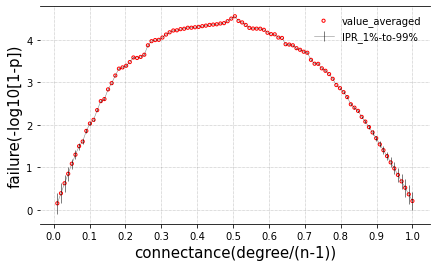 value_averaged
IPR_1%-to-99%
failure(-log10[1-p])
4
3
2
1
0
0.0 0.1 0.2 0.3 0.4 0.5 0.6 0.7 0.8 0.9 1.0
connectance(degree/(n-1))